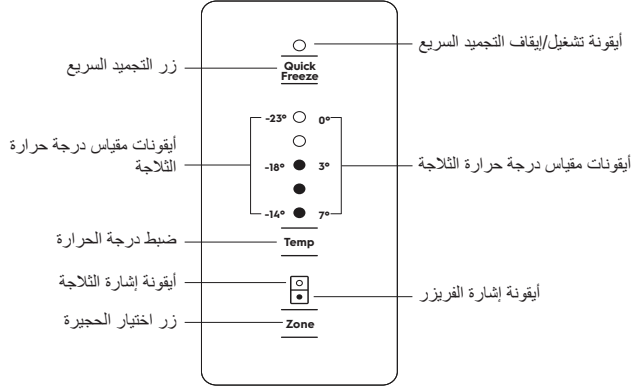 أيقونة تشغيل/إيقاف التجميد السريع
Quick
Freeze
زر التجميد السريع
-23° 0°
-18° 3°
-14° 7°
أيقونات مقياس درجة حرارة الثلاجة
أيقونات مقياس درجة حرارة
الثلاجة
Temp
ضبط درجة الحرارة
أيقونة إشارة الثلاجة
أيقونة إشارة الفريزر
Zone
زر اختيار الحجيرة